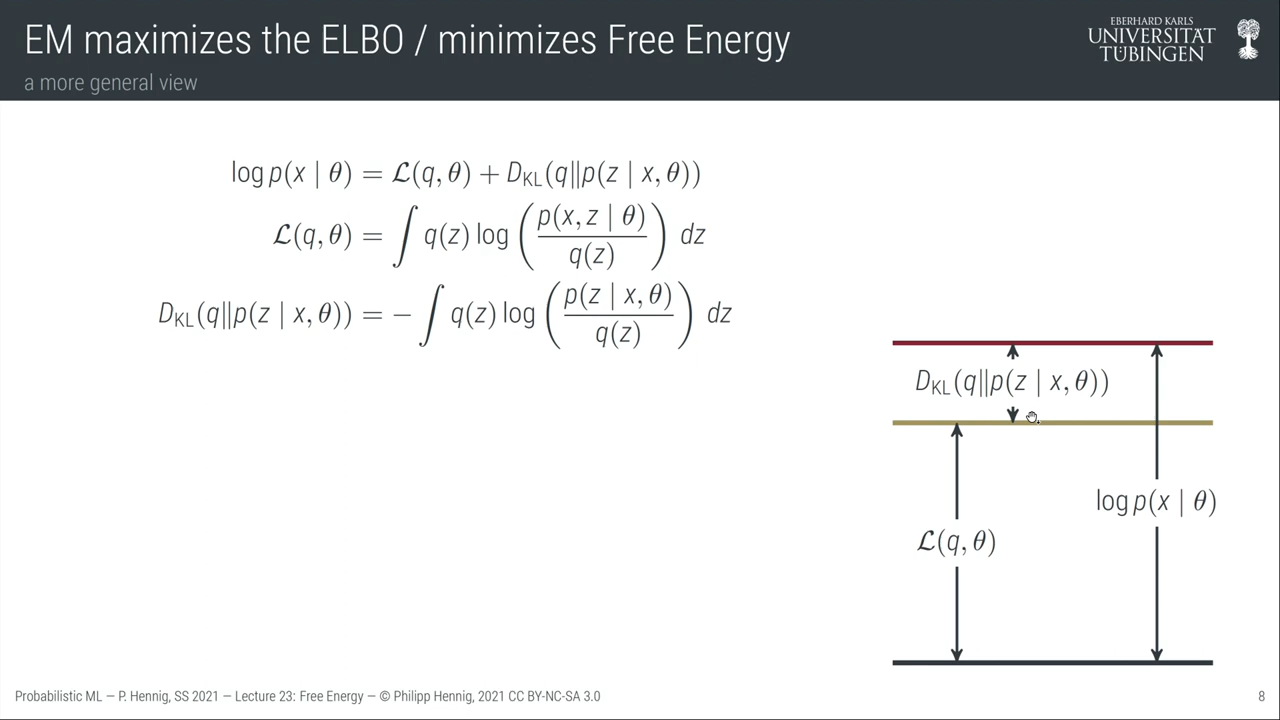 EM maximizes the ELBO / minimizes Free Energy
a more general view
EBERHARD KARLS
UNIVERSITÄT
TÜBINGEN
log p(x | θ) = ℒ(q, θ) + D_KL(q‖p(z | x, θ))
ℒ(q, θ) = ∫ q(z) log (p(x, z | θ) / q(z)) dz
D_KL(q‖p(z | x, θ)) = − ∫ q(z) log (p(z | x, θ) / q(z)) dz
D_KL(q‖p(z | x, θ))
log p(x | θ)
ℒ(q, θ)
Probabilistic ML — P. Hennig, SS 2021 — Lecture 23: Free Energy — © Philipp Hennig, 2021 CC BY-NC-SA 3.0
8